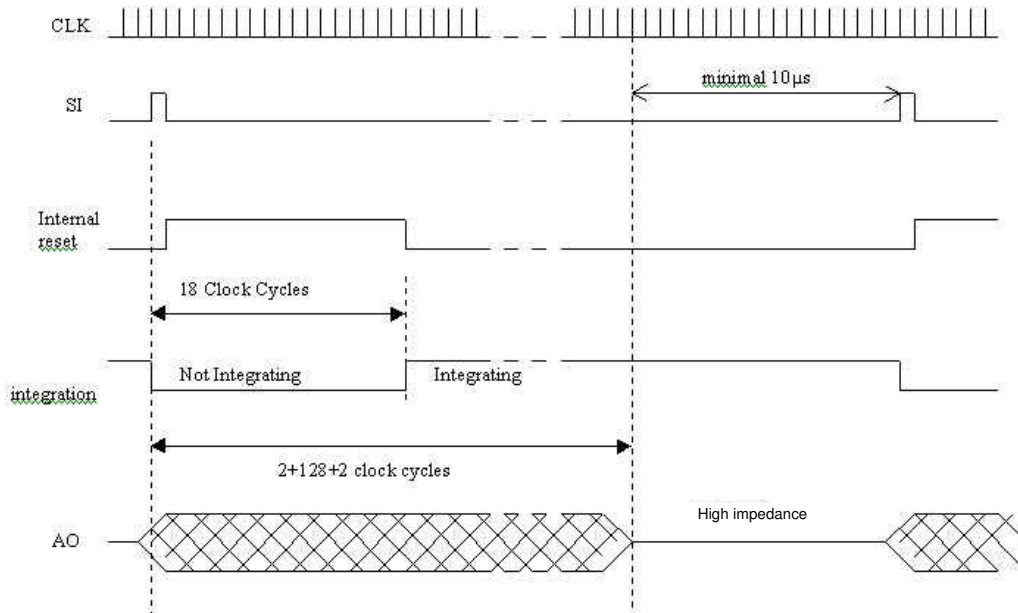 CLK
minimal 10µs
SI
Internal
reset
18 Clock Cycles
Not Integrating
Integrating
integration
2+128+2 clock cycles
High impedance
AO